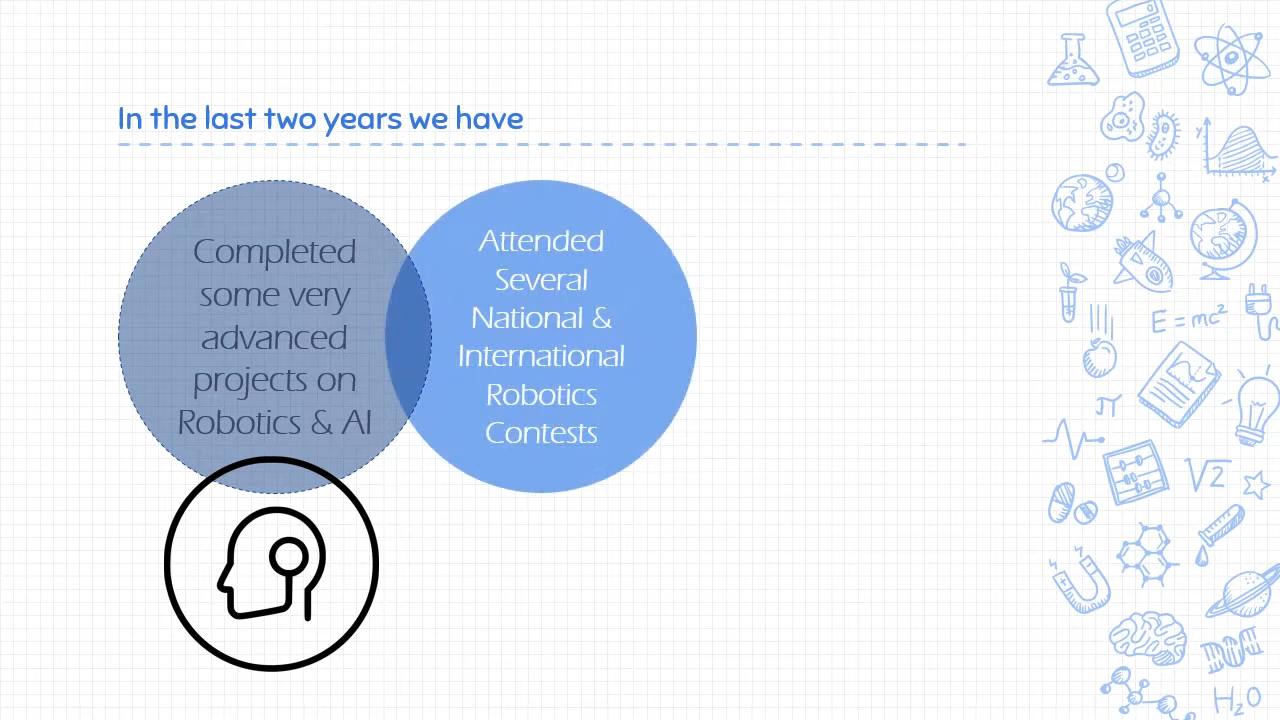 In the last two years we have
Completed
some very
advanced
projects on
Robotics & AI
Attended
Several
National &
International
Robotics
Contests
y
x
E = mc²
π
√2
H₂O